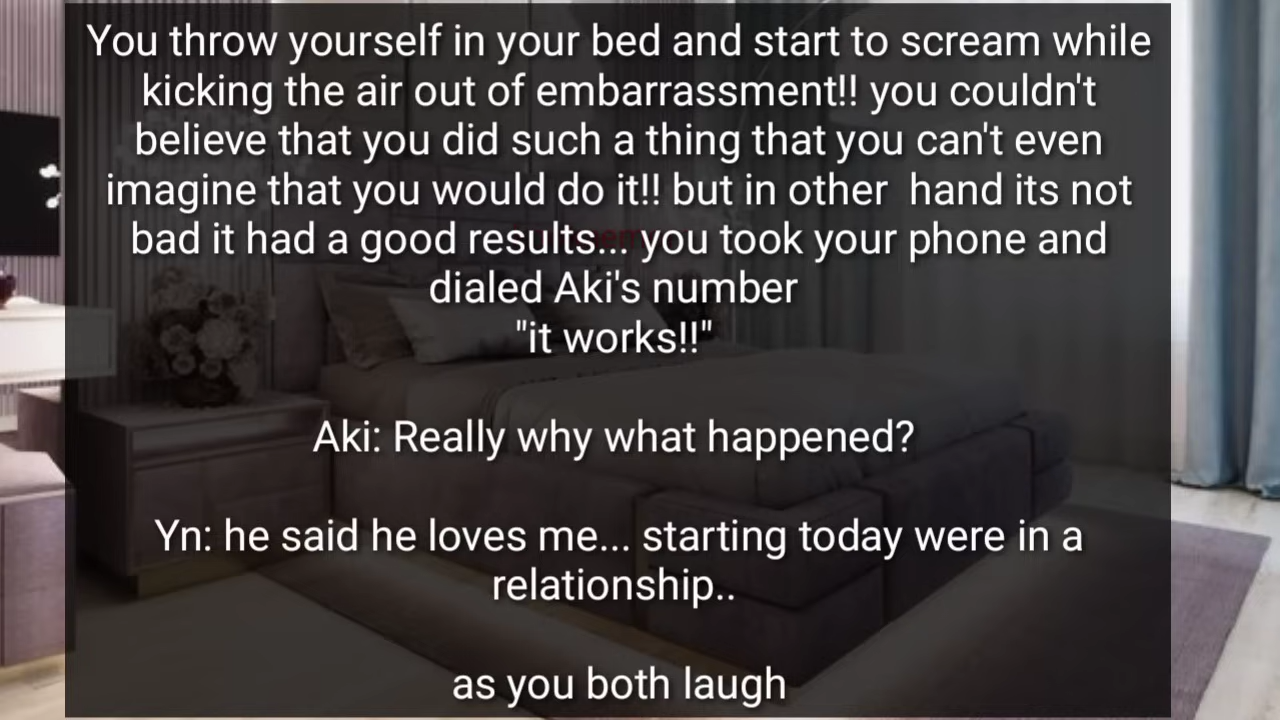 You throw yourself in your bed and start to scream while
kicking the air out of embarrassment!! you couldn't
believe that you did such a thing that you can't even
imagine that you would do it!! but in other  hand its not
bad it had a good results... you took your phone and
dialed Aki's number
"it works!!"
Aki: Really why what happened?
Yn: he said he loves me... starting today were in a
relationship..
as you both laugh